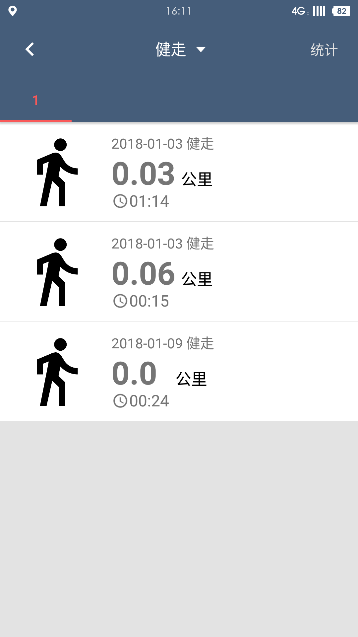 16:11 4G 82
健走 统计
1
2018-01-03 健走
0.03 公里
01:14
2018-01-03 健走
0.06 公里
00:15
2018-01-09 健走
0.0 公里
00:24